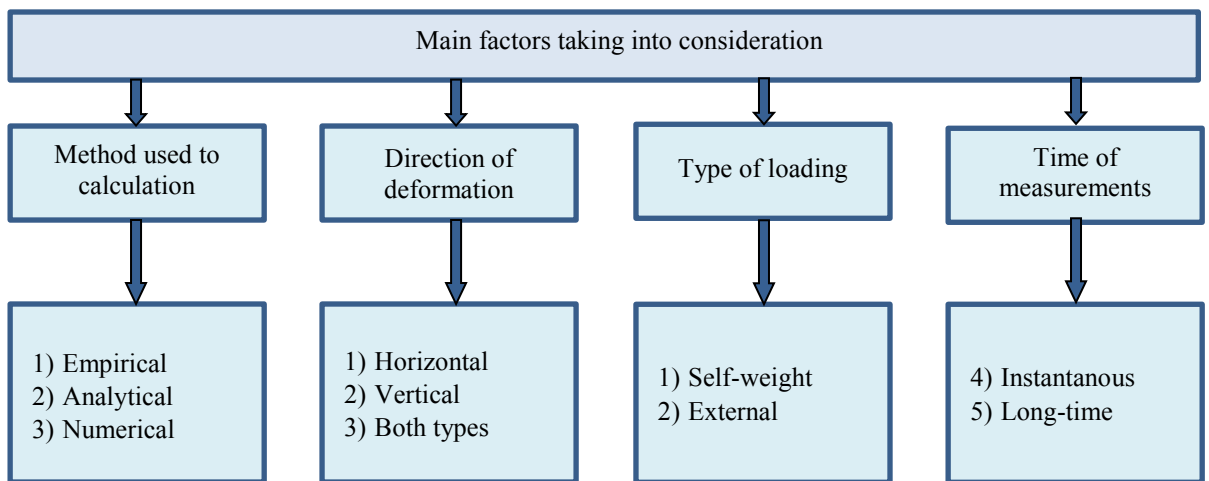 Main factors taking into consideration
Method used to
calculation
Direction of
deformation
Type of loading
Time of
measurements
1) Empirical
2) Analytical
3) Numerical
1) Horizontal
2) Vertical
3) Both types
1) Self-weight
2) External
4) Instantanous
5) Long-time